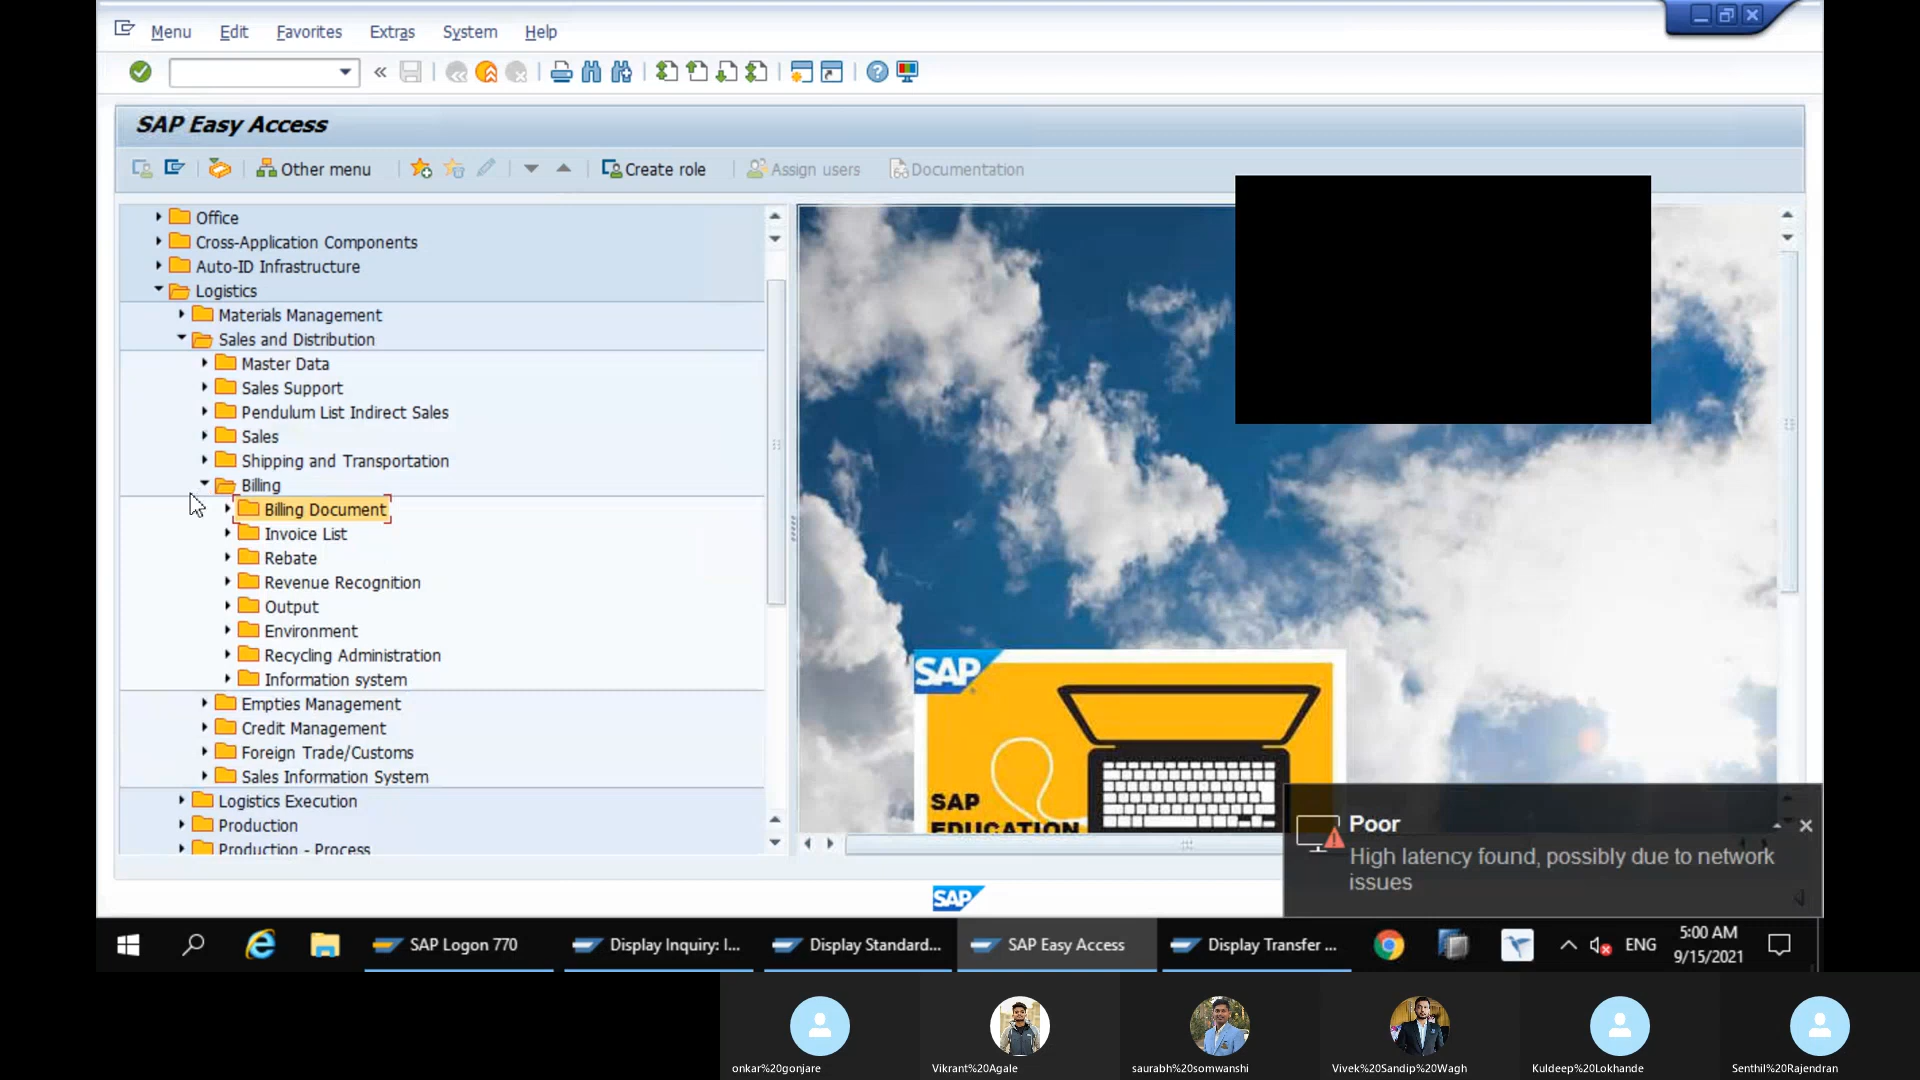 Menu Edit Favorites Extras System Help
SAP Easy Access
Other menu Create role Assign users Documentation
Office
Cross-Application Components
Auto-ID Infrastructure
Logistics
Materials Management
Sales and Distribution
Master Data
Sales Support
Pendulum List Indirect Sales
Sales
Shipping and Transportation
Billing
Billing Document
Invoice List
Rebate
Revenue Recognition
Output
Environment
Recycling Administration
Information system
Empties Management
Credit Management
Foreign Trade/Customs
Sales Information System
Logistics Execution
Production
Production - Process
SAP
SAP
EDUCATION
Poor
High latency found, possibly due to network
issues
SAP
SAP Logon 770 Display Inquiry: I... Display Standard... SAP Easy Access Display Transfer ... ENG
5:00 AM
9/15/2021
onkar%20gonjare Vikrant%20Agale saurabh%20somwanshi Vivek%20Sandip%20Wagh Kuldeep%20Lokhande Senthil%20Rajendran